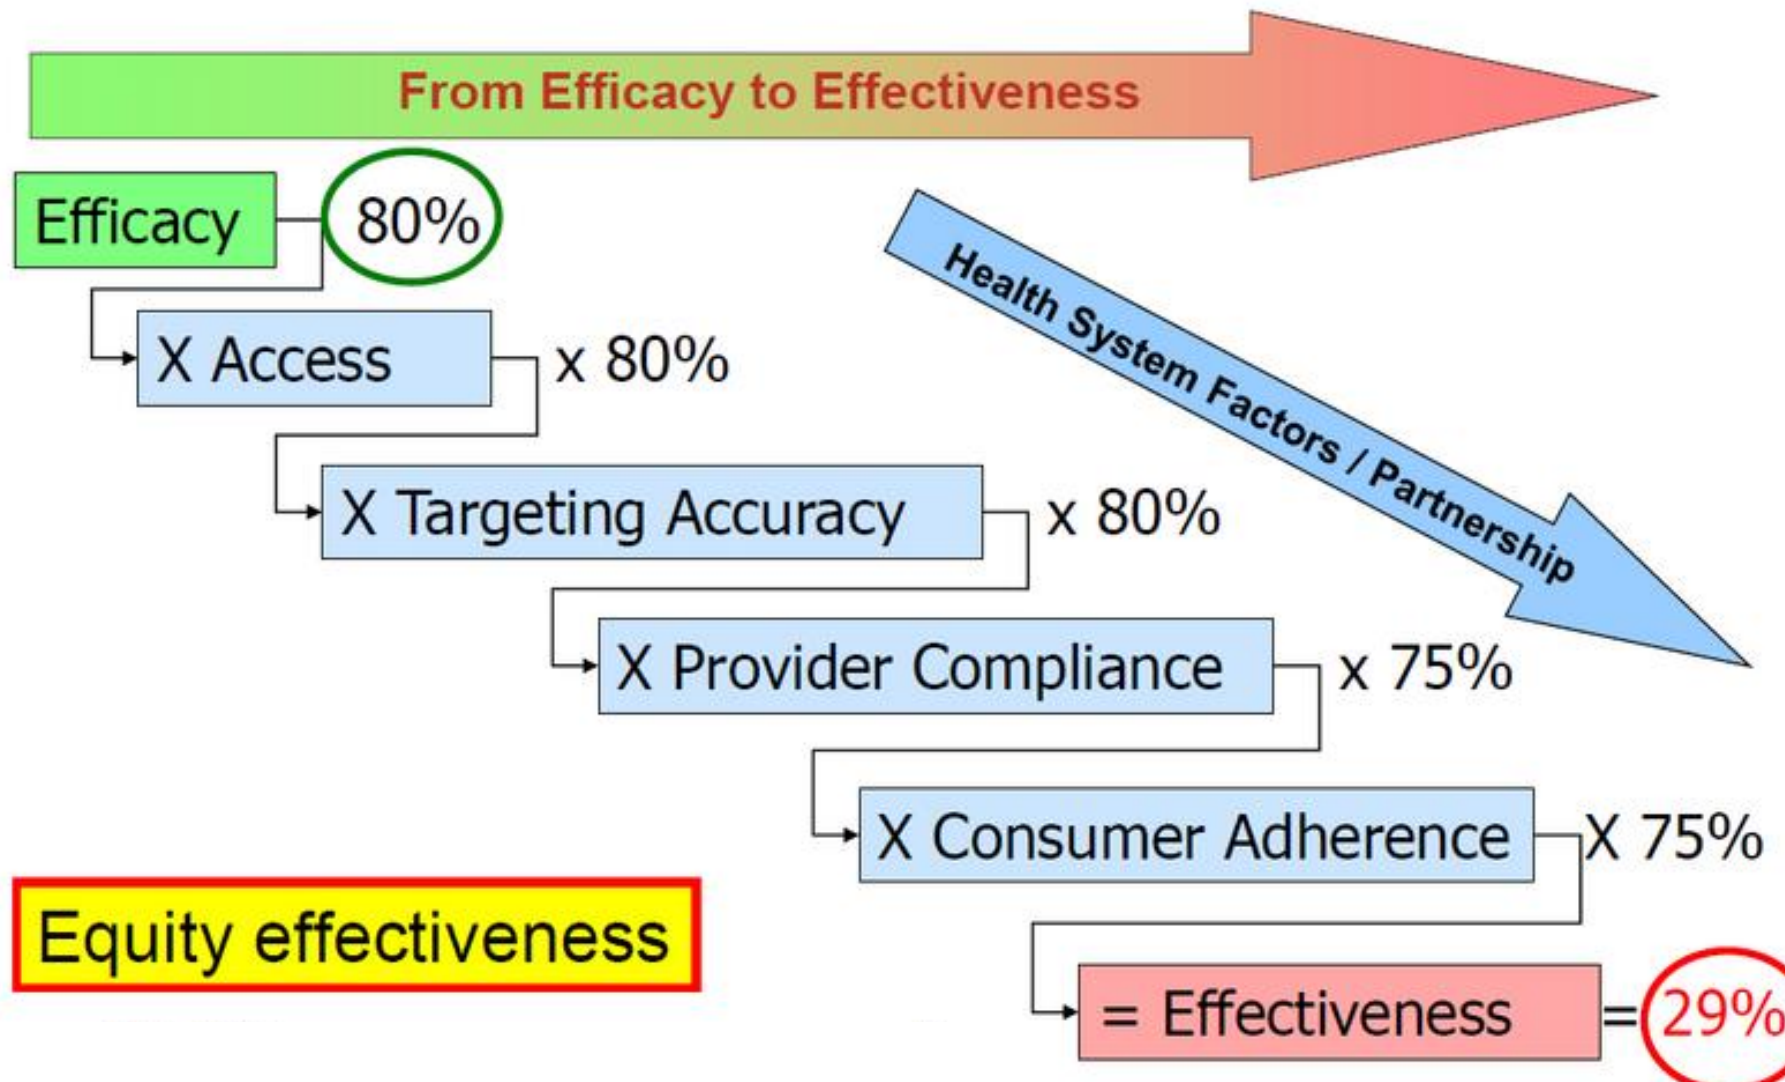 From Efficacy to Effectiveness
Efficacy 80%
Health System Factors / Partnership
X Access x 80%
X Targeting Accuracy x 80%
X Provider Compliance x 75%
X Consumer Adherence X 75%
Equity effectiveness
= Effectiveness = 29%